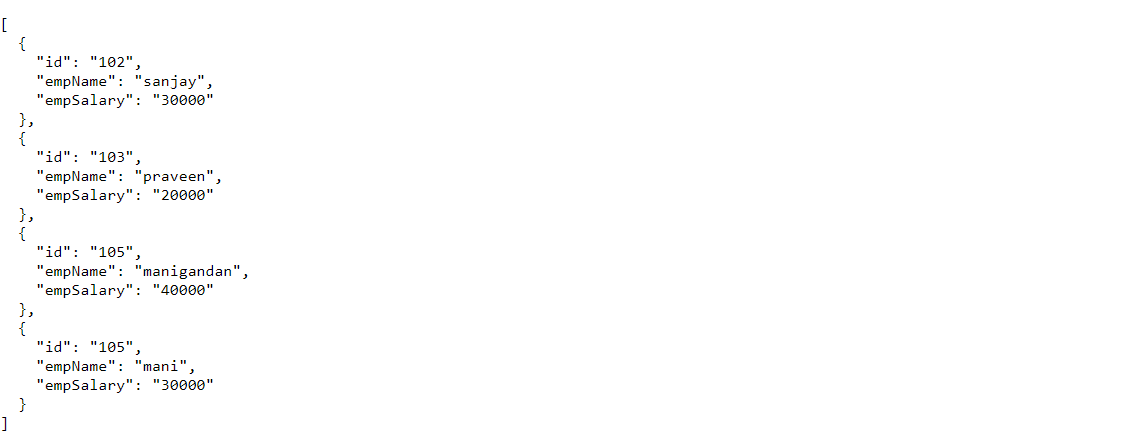 [
  {
    "id": "102",
    "empName": "sanjay",
    "empSalary": "30000"
  },
  {
    "id": "103",
    "empName": "praveen",
    "empSalary": "20000"
  },
  {
    "id": "105",
    "empName": "manigandan",
    "empSalary": "40000"
  },
  {
    "id": "105",
    "empName": "mani",
    "empSalary": "30000"
  }
]